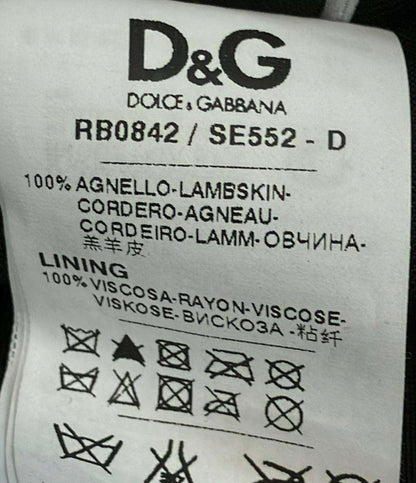 D&G
DOLCE & GABBANA
RB0842 / SE552 - D
100% AGNELLO-LAMBSKIN-
CORDERO-AGNEAU-
CORDEIRO-LAMM-ОВЧИНА-
羔羊皮
LINING
100% VISCOSA-RAYON-VISCOSE-
VISKOSE-ВИСКОЗА -粘纤